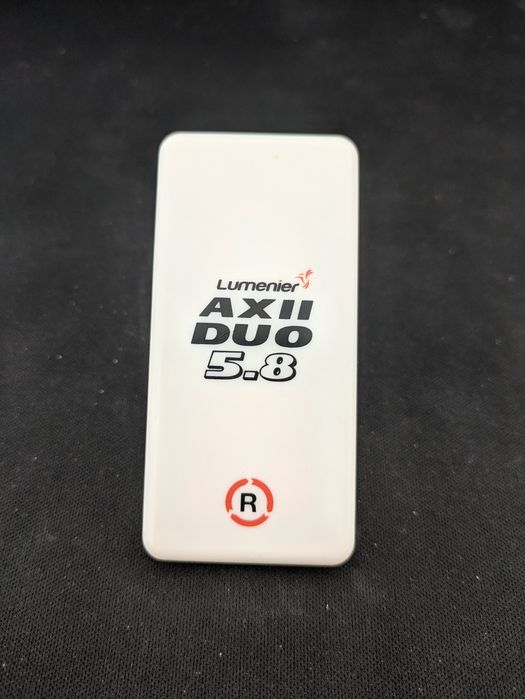 Lumenier
AXII
DUO
5.8
R